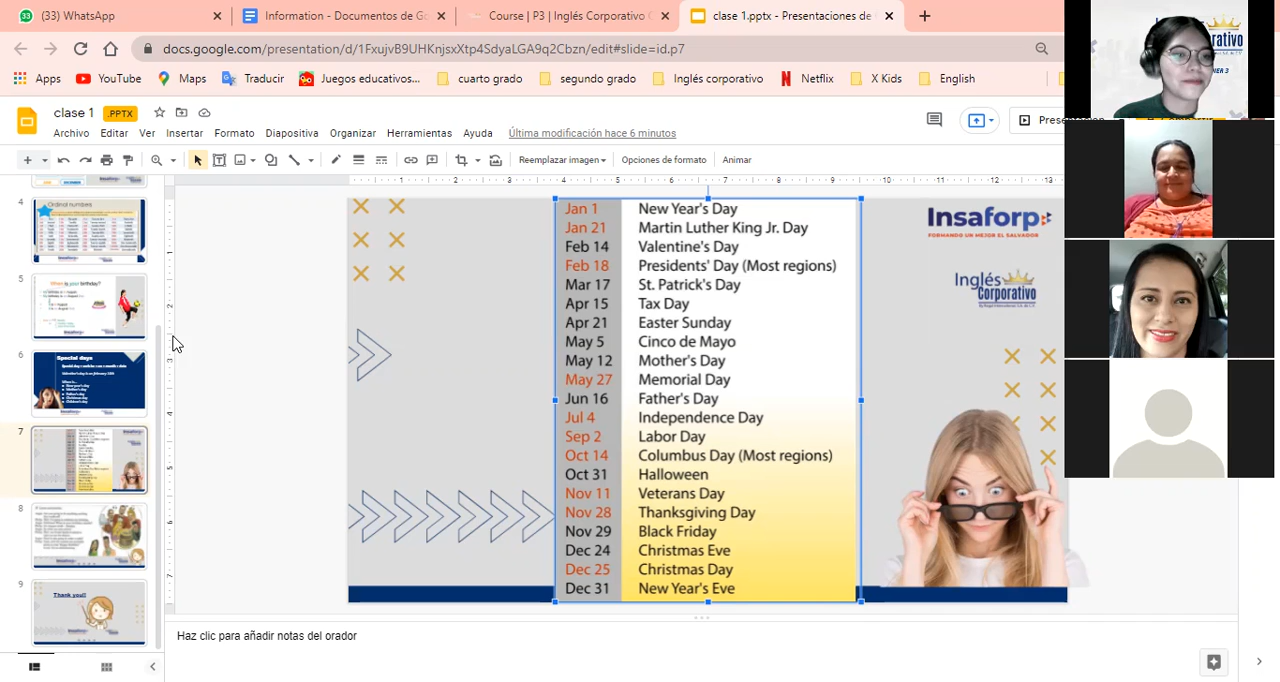 (33) WhatsApp
Information - Documentos de Go
Course | P3 | Inglés Corporativo
clase 1.pptx - Presentaciones de
docs.google.com/presentation/d/1FxujvB9UHKnjsxXtp4SdyaLGA9q2Cbzn/edit#slide=id.p7
Apps
YouTube
Maps
Traducir
Juegos educativos...
cuarto grado
segundo grado
Inglés corporativo
Netflix
X Kids
English
clase 1
.PPTX
Archivo Editar Ver Insertar Formato Diapositiva Organizar Herramientas Ayuda
Última modificación hace 6 minutos
Reemplazar imagen
Opciones de formato
Animar
4
Ordinal numbers
5
When is your birthday?
6
Special days
7
8
9
Thank you!!
Jan 1 New Year's Day
Jan 21 Martin Luther King Jr. Day
Feb 14 Valentine's Day
Feb 18 Presidents' Day (Most regions)
Mar 17 St. Patrick's Day
Apr 15 Tax Day
Apr 21 Easter Sunday
May 5 Cinco de Mayo
May 12 Mother's Day
May 27 Memorial Day
Jun 16 Father's Day
Jul 4 Independence Day
Sep 2 Labor Day
Oct 14 Columbus Day (Most regions)
Oct 31 Halloween
Nov 11 Veterans Day
Nov 28 Thanksgiving Day
Nov 29 Black Friday
Dec 24 Christmas Eve
Dec 25 Christmas Day
Dec 31 New Year's Eve
Insaforp
FORMANDO UN MEJOR EL SALVADOR
Inglés
Corporativo
Haz clic para añadir notas del orador